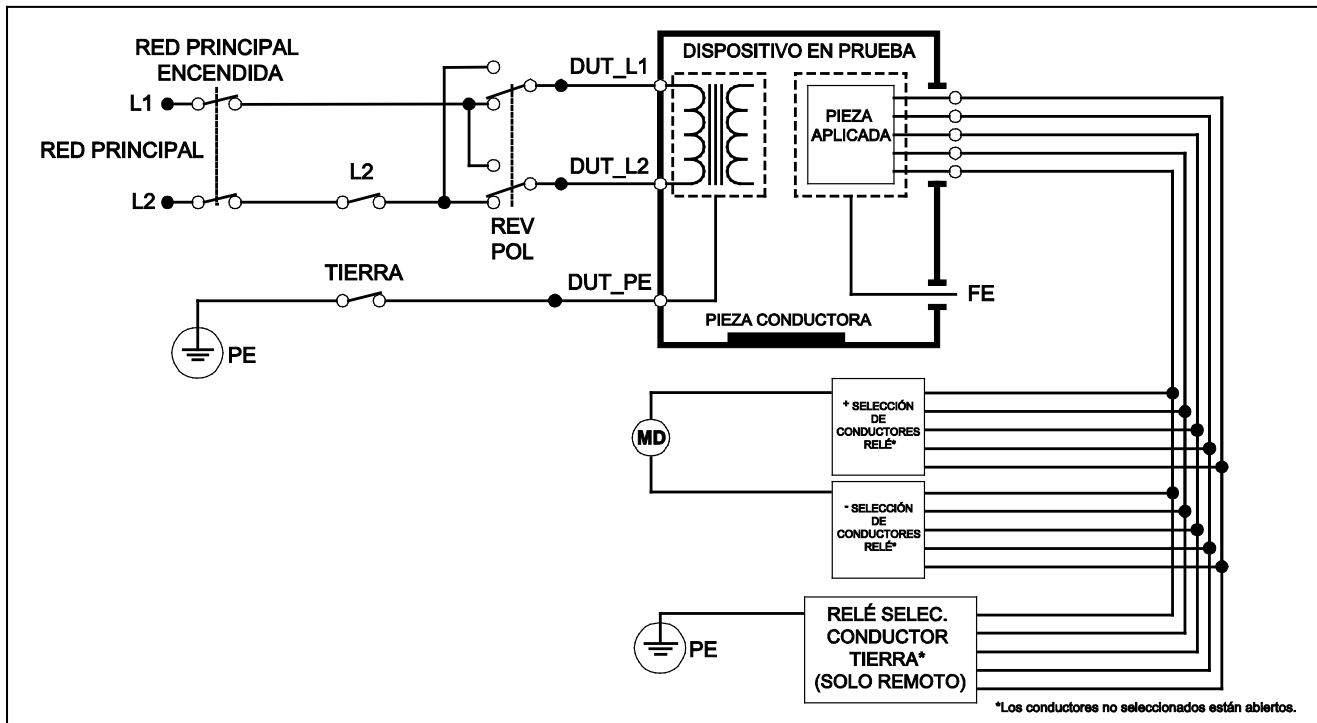 RED PRINCIPAL
ENCENDIDA
L1
RED PRINCIPAL
L2
L2
REV
POL
DUT_L1
DUT_L2
TIERRA
DUT_PE
PE
DISPOSITIVO EN PRUEBA
PIEZA
APLICADA
FE
PIEZA CONDUCTORA
MD
+ SELECCIÓN
DE
CONDUCTORES
RELÉ*
- SELECCIÓN
DE
CONDUCTORES
RELÉ*
PE
RELÉ SELEC.
CONDUCTOR
TIERRA*
(SOLO REMOTO)
*Los conductores no seleccionados están abiertos.